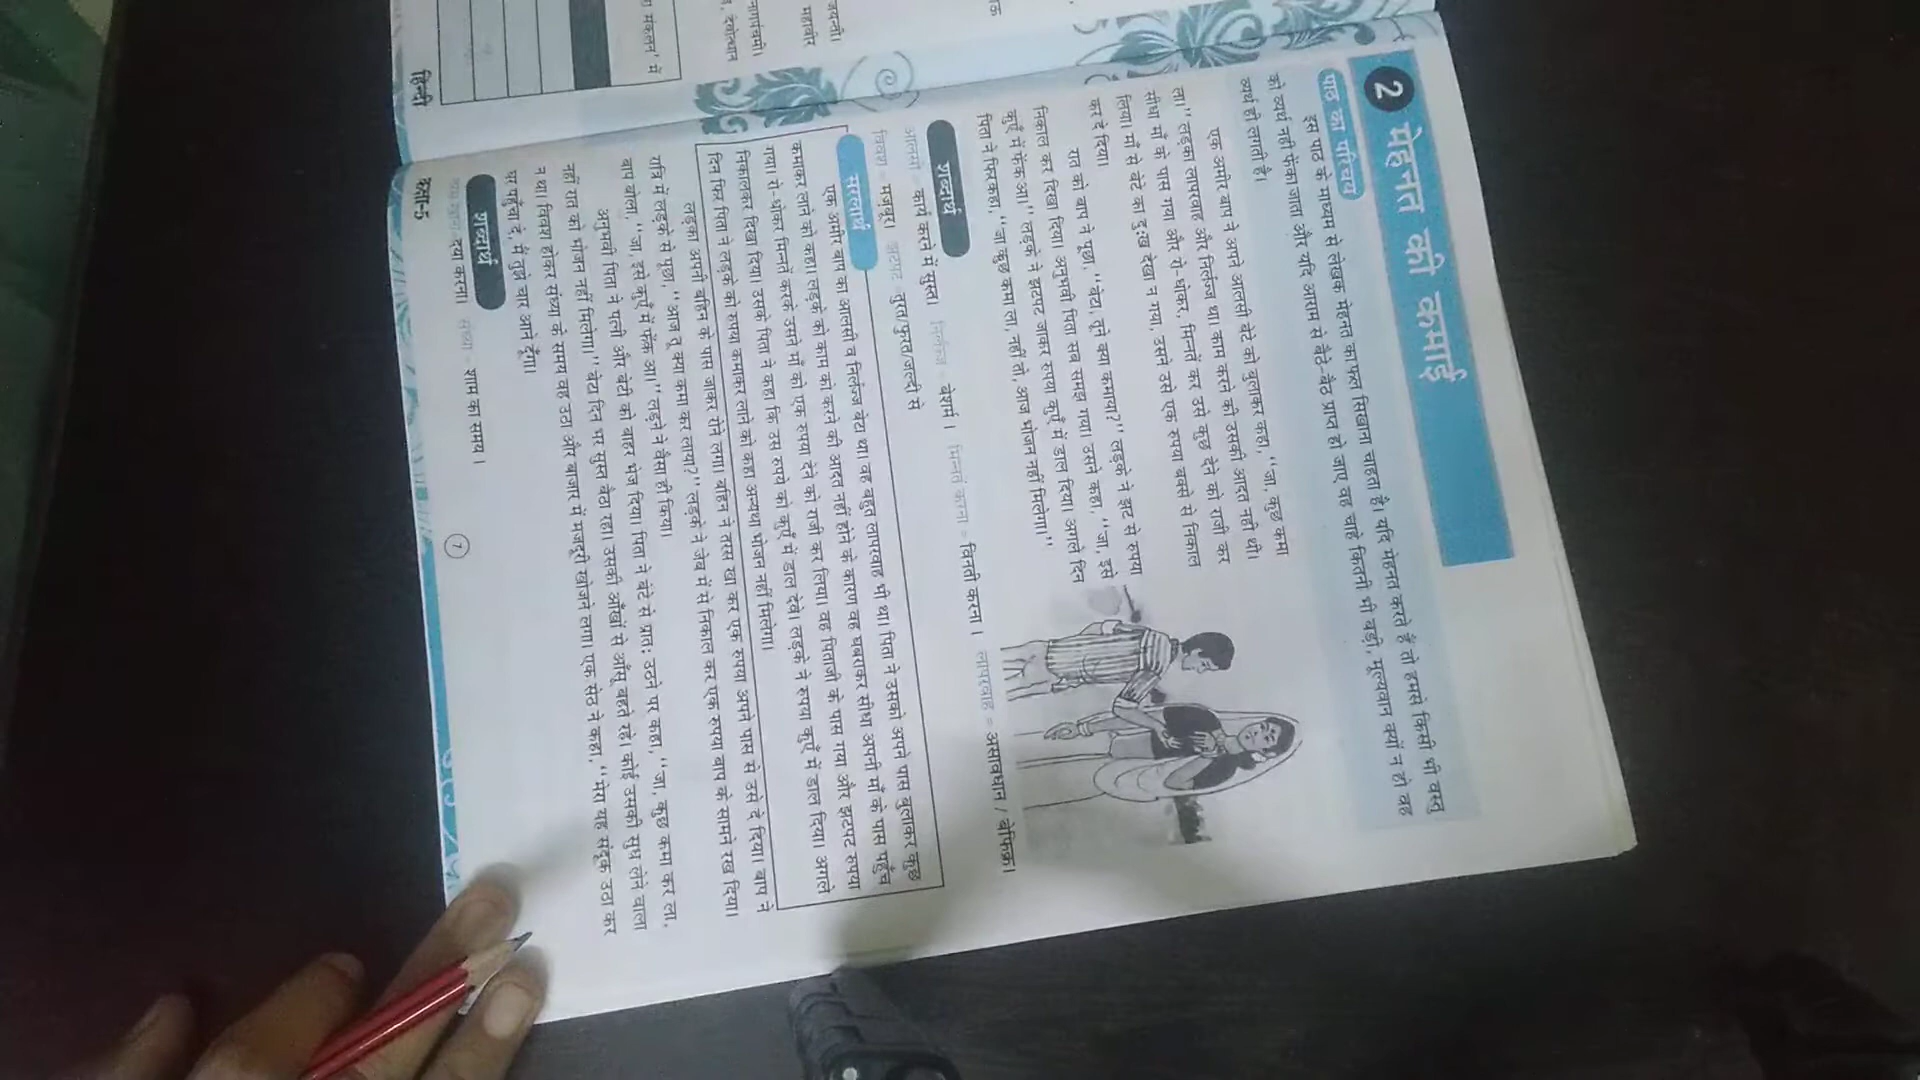 2 मेहनत की कमाई
पाठ का परिचय
इस पाठ के माध्यम से लेखक मेहनत का फल सिखाना चाहता है। यदि मेहनत करते हैं तो हमसे किसी भी वस्तु
को व्यर्थ नहीं फेंका जाता और यदि आराम से बैठे-बैठे प्राप्त हो जाए वह चाहे कितनी भी बड़ी, मूल्यवान क्यों न हो वह
व्यर्थ ही लगती है।
एक अमीर बाप ने अपने आलसी बेटे को बुलाकर कहा, "जा, कुछ कमा
ला।" लड़का लापरवाह और निर्लज्ज था। काम करने की उसको आदत नहीं थी।
सीधा माँ के पास गया और रो-धोकर, मिन्नतें कर उसे कुछ देने को राजी कर
लिया। माँ से बेटे का दुःख देखा न गया, उसने उसे एक रुपया बक्से से निकाल
कर दे दिया।
रात को बाप ने पूछा, "बेटा, तूने क्या कमाया?" लड़के ने झट से रुपया
निकाल कर दिखा दिया। अनुभवी पिता सब समझ गया। उसने कहा, "जा, इसे
कुएँ में फेंक आ।" लड़के ने झटपट जाकर रुपया कुएँ में डाल दिया। अगले दिन
पिता ने फिर कहा, "जा कुछ कमा ला, नहीं तो, आज भोजन नहीं मिलेगा।"
शब्दार्थ
आलसी = कार्य करने में सुस्त। निर्लज्ज = बेशर्म । मिन्नतें करना = विनती करना । लापरवाह = असावधान / बेफिक्र।
विवश = मजबूर। झटपट = तुरत/फुरत/जल्दी से
सरलार्थ
एक अमीर बाप का आलसी व निर्लज्ज बेटा था। वह बहुत लापरवाह भी था। पिता ने उसको अपने पास बुलाकर कुछ
कमाकर लाने को कहा। लड़के को काम को करने की आदत नहीं होने के कारण वह घबराकर सीधा अपनी माँ के पास पहुँच
गया। रो-धोकर मिन्नतें करके उसने माँ को एक रुपया देने को राजी कर लिया। वह पिताजी के पास गया और झटपट रुपया
निकालकर दिखा दिया। उसके पिता ने कहा कि उस रुपये को कुएँ में डाल देवे। लड़के ने रुपया कुएँ में डाल दिया। अगले
दिन फिर पिता ने लड़के को रुपया कमाकर लाने को कहा अन्यथा भोजन नहीं मिलेगा।
लड़का अपनी बहिन के पास जाकर रोने लगा। बहिन ने तरस खा कर एक रुपया अपने पास से उसे दे दिया। बाप ने
रात्रि में लड़के से पूछा, "आज तू क्या कमा कर लाया?" लड़के ने जेब में से निकाल कर एक रुपया बाप के सामने रख दिया।
बाप बोला, "जा, इसे कुएँ में फेंक आ।" लड़ने ने वैसा ही किया।
अनुभवी पिता ने पत्नी और बेटी को बाहर भेज दिया। पिता ने बेटे से प्रातः उठने पर कहा, "जा, कुछ कमा कर ला,
नहीं रात को भोजन नहीं मिलेगा।" बेटा दिन भर सुस्त बैठा रहा। उसकी आँखों से आँसू बहते रहे। कोई उसकी सुध लेने वाला
न था। विवश होकर संध्या के समय वह उठा और बाजार में मजदूरी खोजने लगा। एक सेठ ने कहा, "मेरा यह संदूक उठा कर
घर पहुँचा दे, मैं तुझे चार आने दूँगा।
शब्दार्थ
दया करना। संध्या - शाम का समय ।
कक्षा-5
7
हिन्दी